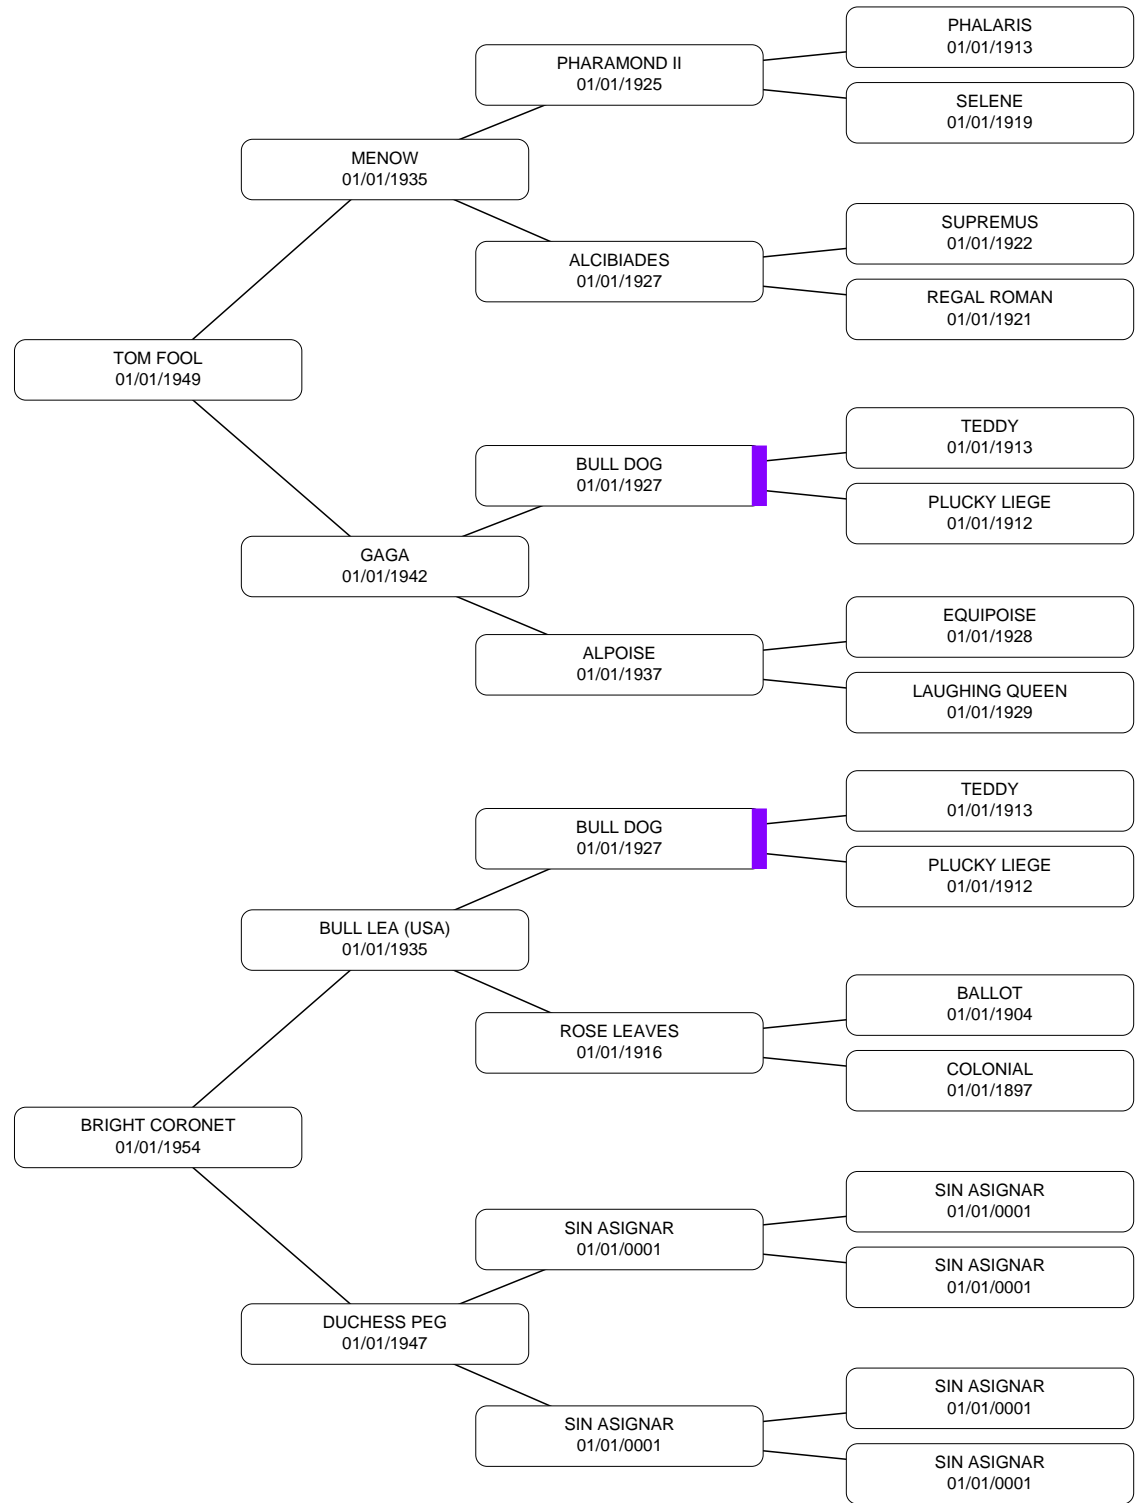 PHALARIS
01/01/1913
PHARAMOND II
01/01/1925
SELENE
01/01/1919
MENOW
01/01/1935
SUPREMUS
01/01/1922
ALCIBIADES
01/01/1927
REGAL ROMAN
01/01/1921
TOM FOOL
01/01/1949
TEDDY
01/01/1913
BULL DOG
01/01/1927
PLUCKY LIEGE
01/01/1912
GAGA
01/01/1942
EQUIPOISE
01/01/1928
ALPOISE
01/01/1937
LAUGHING QUEEN
01/01/1929
TEDDY
01/01/1913
BULL DOG
01/01/1927
PLUCKY LIEGE
01/01/1912
BULL LEA (USA)
01/01/1935
BALLOT
01/01/1904
ROSE LEAVES
01/01/1916
COLONIAL
01/01/1897
BRIGHT CORONET
01/01/1954
SIN ASIGNAR
01/01/0001
SIN ASIGNAR
01/01/0001
SIN ASIGNAR
01/01/0001
DUCHESS PEG
01/01/1947
SIN ASIGNAR
01/01/0001
SIN ASIGNAR
01/01/0001
SIN ASIGNAR
01/01/0001